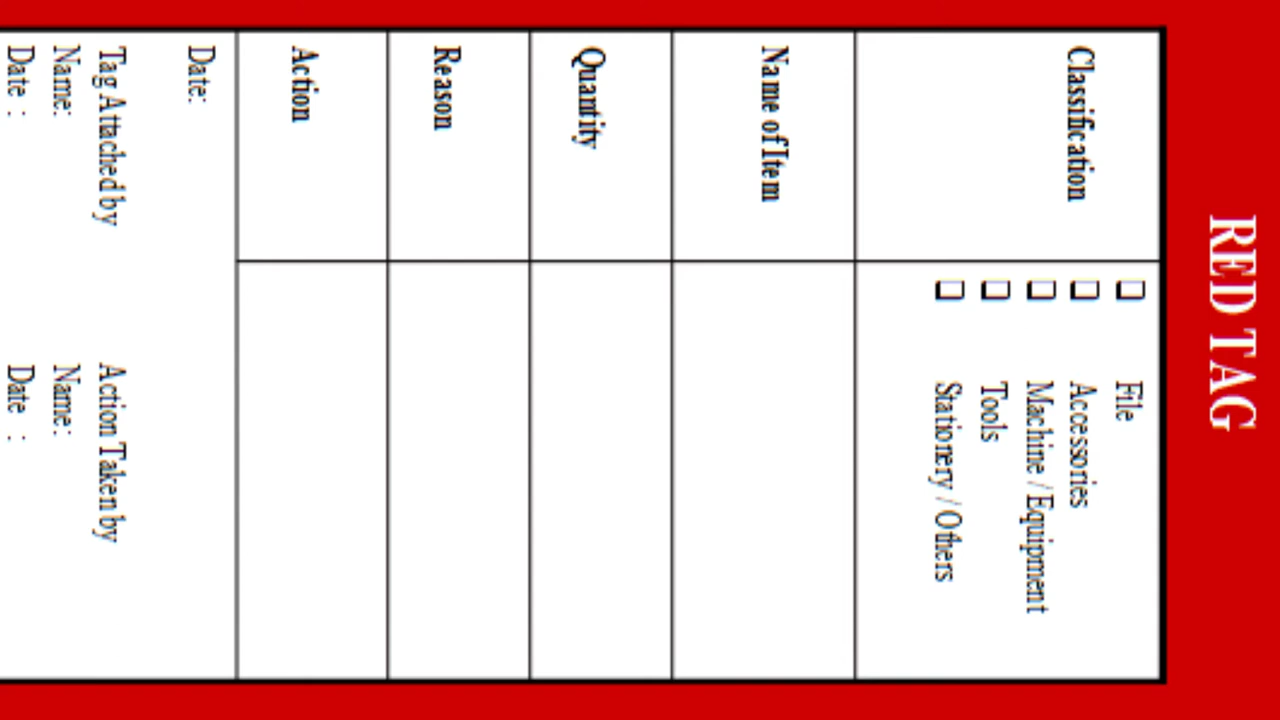 RED TAG
Classification
☐ File
☐ Accessories
☐ Machine / Equipment
☐ Tools
☐ Stationery / Others
Name of Item
Quantity
Reason
Action
Date:
Tag Attached by Action Taken by
Name: Name:
Date : Date :